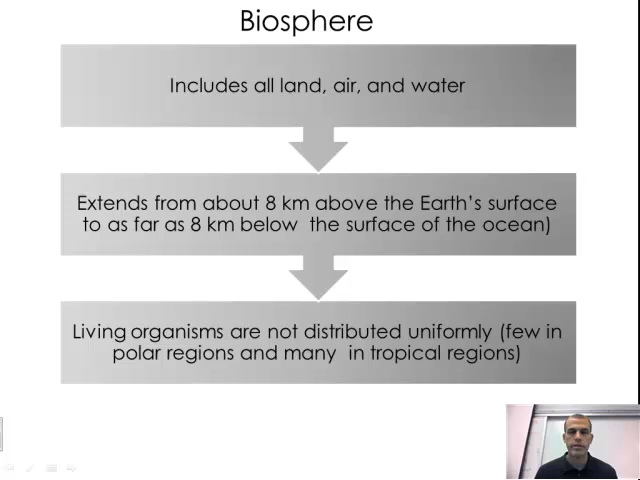 Biosphere
Includes all land, air, and water
Extends from about 8 km above the Earth's surface
to as far as 8 km below the surface of the ocean)
Living organisms are not distributed uniformly (few in
polar regions and many in tropical regions)